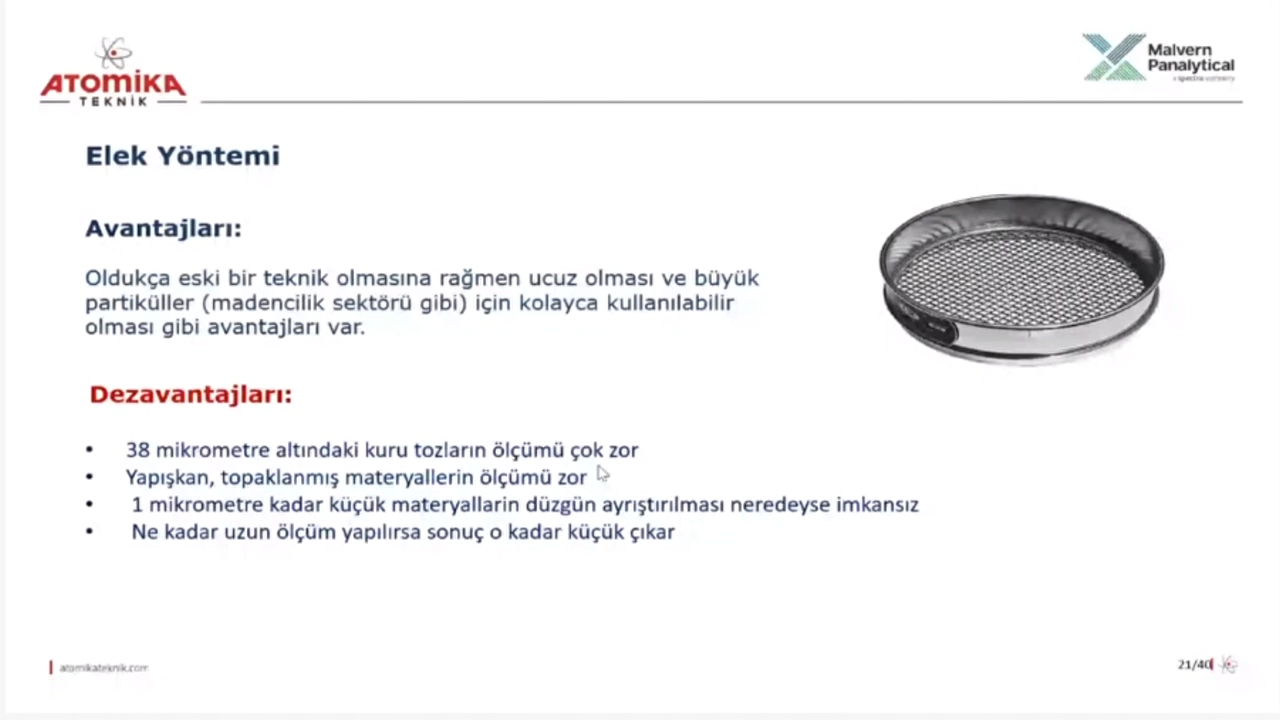 ATOMİKA
TEKNİK
Malvern
Panalytical
a spectris company
Elek Yöntemi
Avantajları:
Oldukça eski bir teknik olmasına rağmen ucuz olması ve büyük
partiküller (madencilik sektörü gibi) için kolayca kullanılabilir
olması gibi avantajları var.
Dezavantajları:
• 38 mikrometre altındaki kuru tozların ölçümü çok zor
• Yapışkan, topaklanmış materyallerin ölçümü zor
• 1 mikrometre kadar küçük materyallarin düzgün ayrıştırılması neredeyse imkansız
• Ne kadar uzun ölçüm yapılırsa sonuç o kadar küçük çıkar
atomikateknik.com
21/40